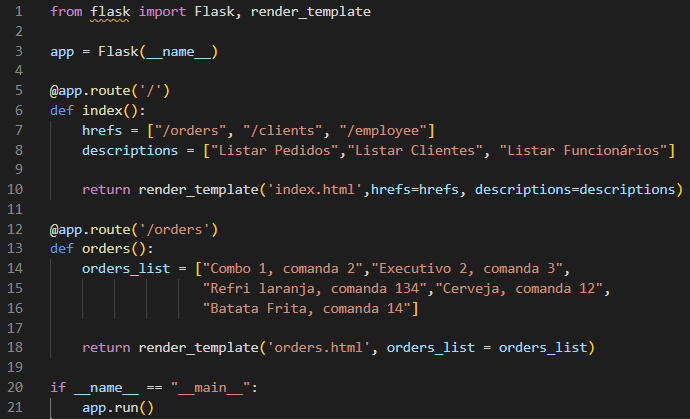 1 from flask import Flask, render_template
2
3 app = Flask(__name__)
4
5 @app.route('/')
6 def index():
7     hrefs = ["/orders", "/clients", "/employee"]
8     descriptions = ["Listar Pedidos","Listar Clientes", "Listar Funcionários"]
9
10     return render_template('index.html',hrefs=hrefs, descriptions=descriptions)
11
12 @app.route('/orders')
13 def orders():
14     orders_list = ["Combo 1, comanda 2","Executivo 2, comanda 3",
15                    "Refri laranja, comanda 134","Cerveja, comanda 12",
16                    "Batata Frita, comanda 14"]
17
18     return render_template('orders.html', orders_list = orders_list)
19
20 if __name__ == "__main__":
21     app.run()